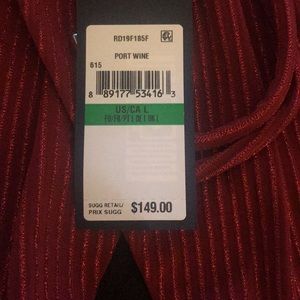 RD19F185F
PORT WINE
615
8 89177 53416 3
US/CA L
SUGG RETAIL/
PRIX SUGG
$149.00